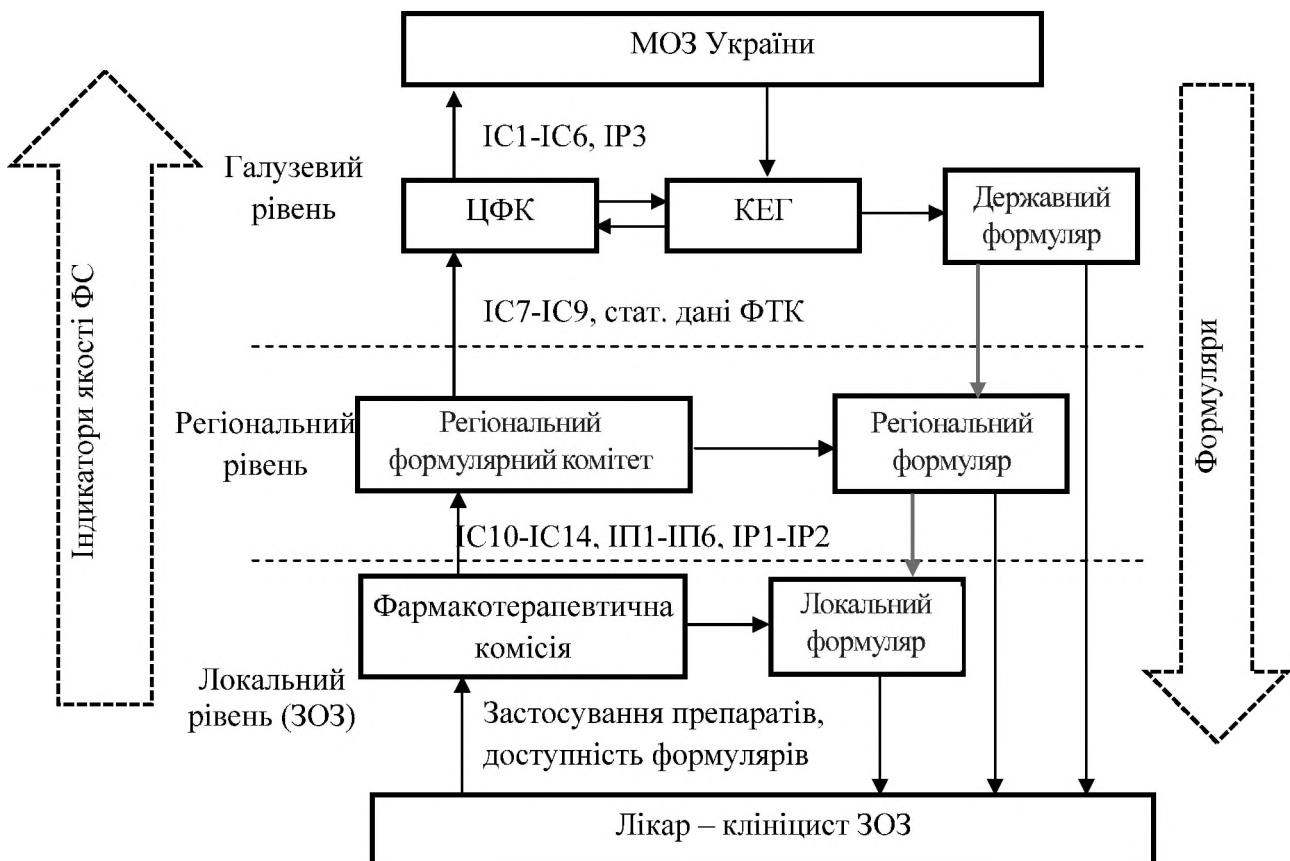 МОЗ України
ІС1-ІС6, ІР3
Галузевий
рівень
ЦФК
КЕГ
Державний
формуляр
ІС7-ІС9, стат. дані ФТК
Індикатори якості ФС
Формуляри
Регіональний
рівень
Регіональний
формулярний комітет
Регіональний
формуляр
ІС10-ІС14, ІП1-ІП6, ІР1-ІР2
Фармакотерапевтична
комісія
Локальний
формуляр
Локальний
рівень (ЗОЗ)
Застосування препаратів,
доступність формулярів
Лікар – клініцист ЗОЗ